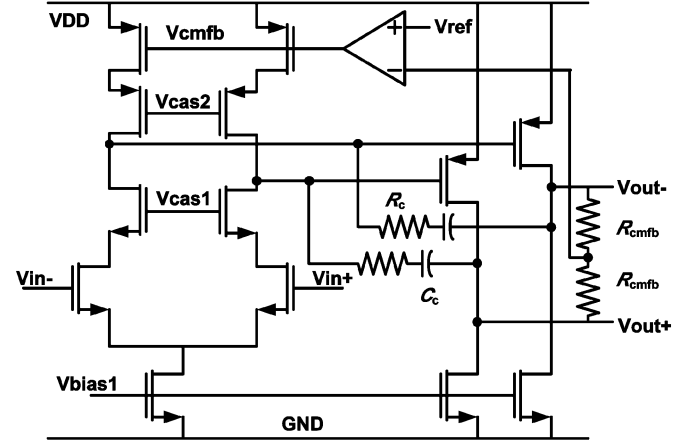 VDD
Vcmfb
+
Vref
−
Vcas2
Vcas1
Rc
Vout-
Rcmfb
Vin-
Vin+
Cc
Rcmfb
Vout+
Vbias1
GND